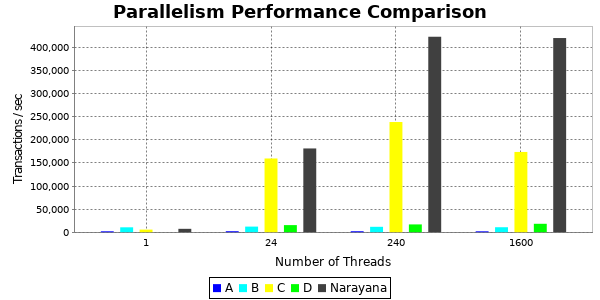 Parallelism Performance Comparison
Transactions / sec
400,000
350,000
300,000
250,000
200,000
150,000
100,000
50,000
0
1 24 240 1600
Number of Threads
A B C D Narayana